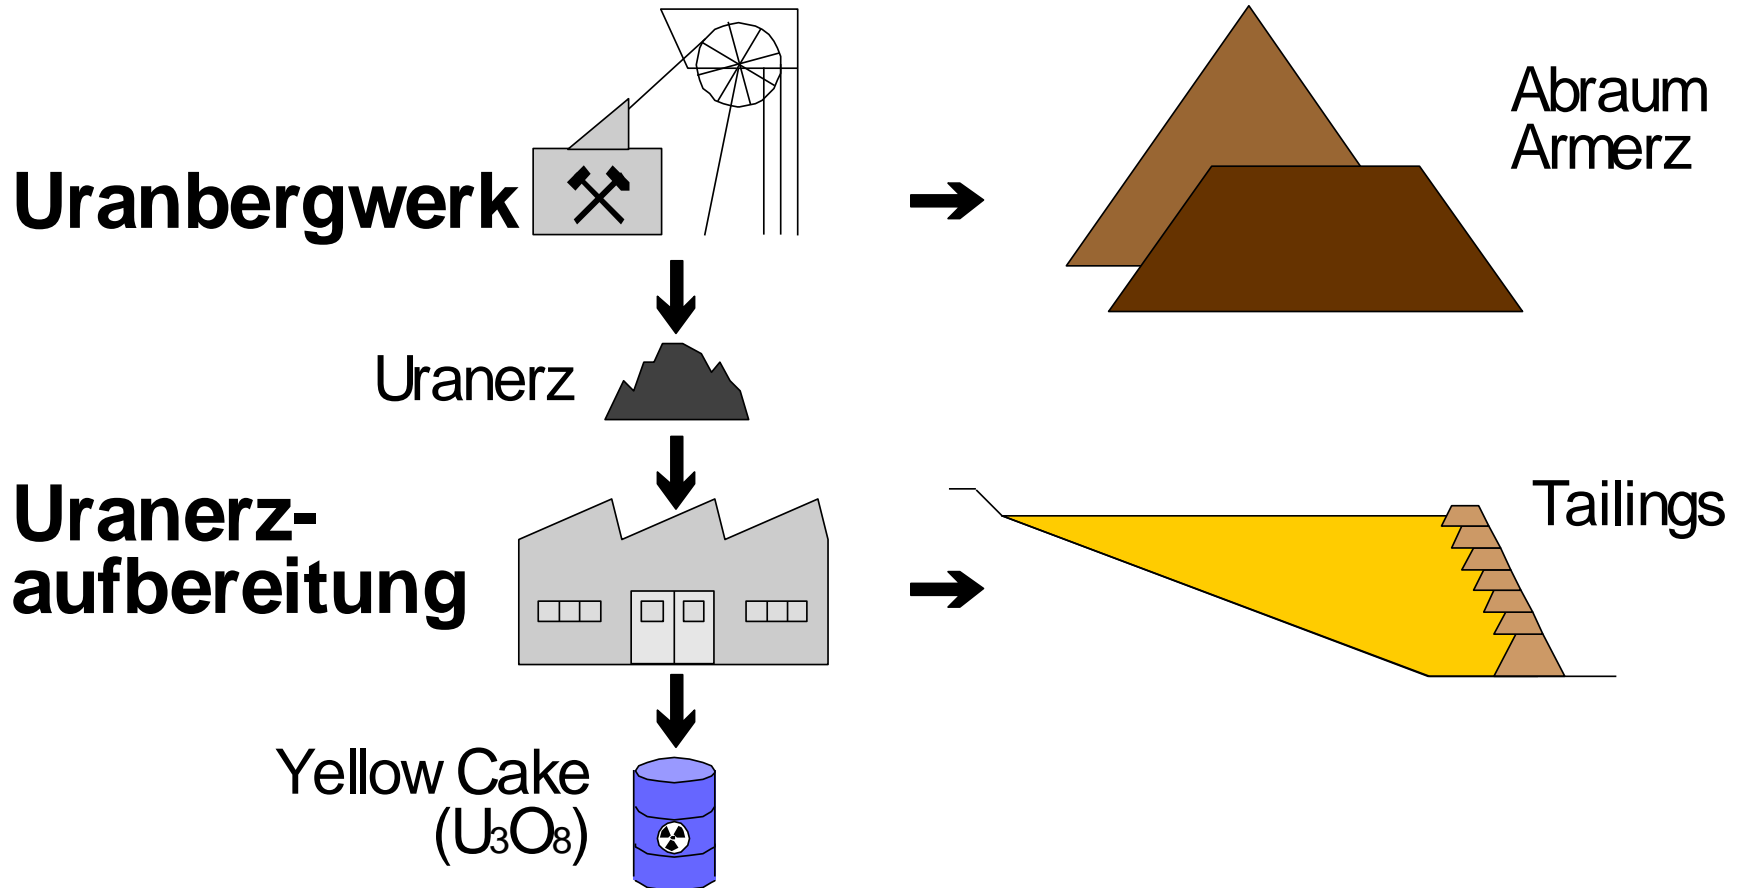 Abraum
Armerz
Uranbergwerk
Uranerz
Uranerz-
aufbereitung
Tailings
Yellow Cake
(U₃O₈)